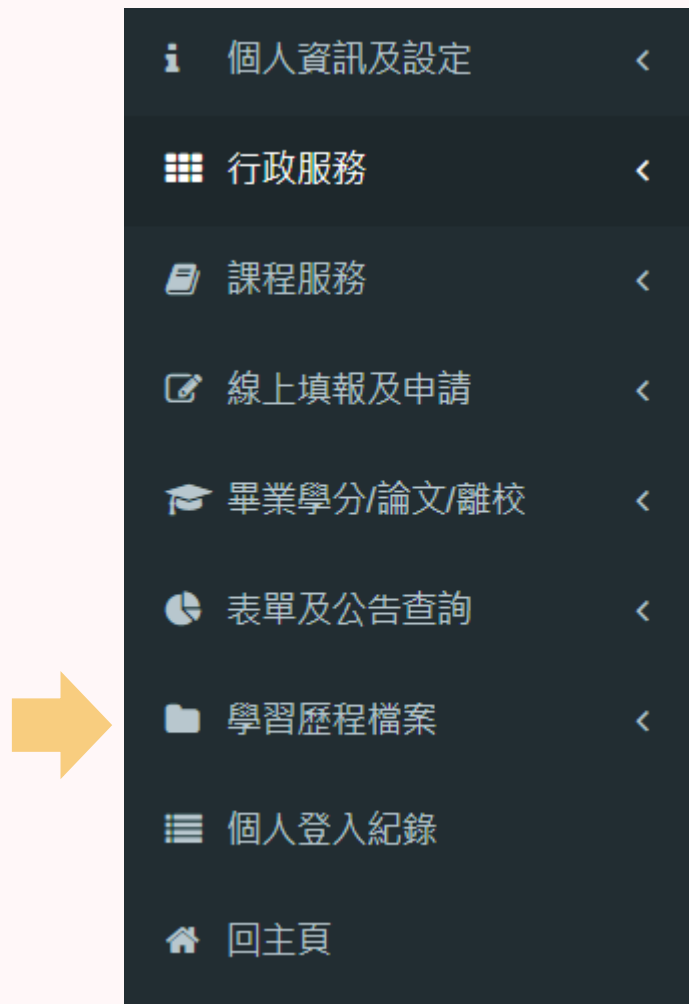 個人資訊及設定
行政服務
課程服務
線上填報及申請
畢業學分/論文/離校
表單及公告查詢
學習歷程檔案
個人登入紀錄
回主頁